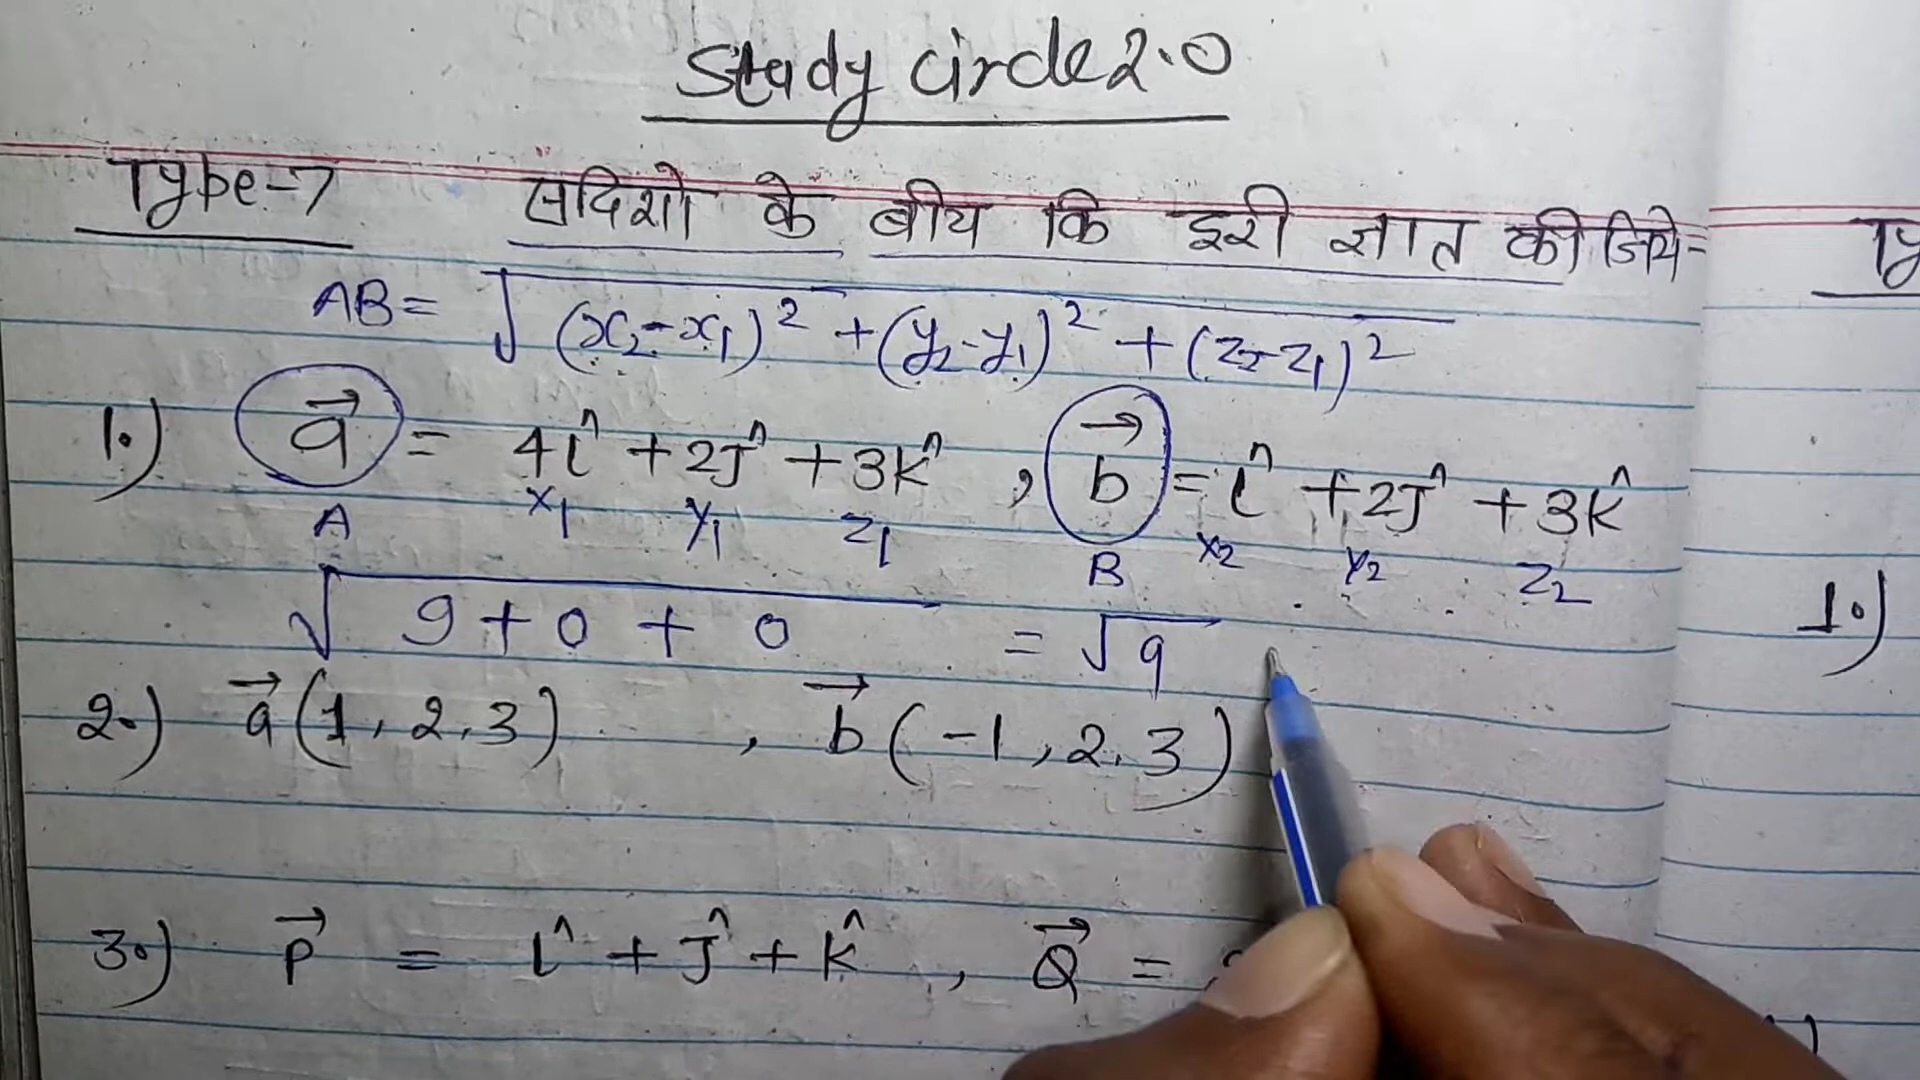 Study Circle 2.0
Type-7 सदिशो के बीच कि दूरी ज्ञात कीजिये-
Ty
AB = √(x₂-x₁)² + (y₂-y₁)² + (z₂-z₁)²
1.) a⃗ = 4î + 2ĵ + 3k̂ , b⃗ = î + 2ĵ + 3k̂
A x₁ y₁ z₁ B x₂ y₂ z₂
√9+0+0 = √9
1.)
2.) a⃗(1,2,3) , b⃗(-1,2,3)
3.) P⃗ = î + ĵ + k̂ , Q⃗ =